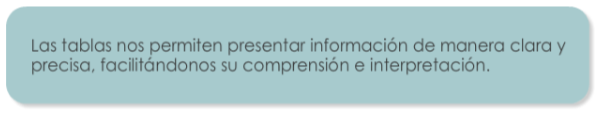 Las tablas nos permiten presentar información de manera clara y
precisa, facilitándonos su comprensión e interpretación.